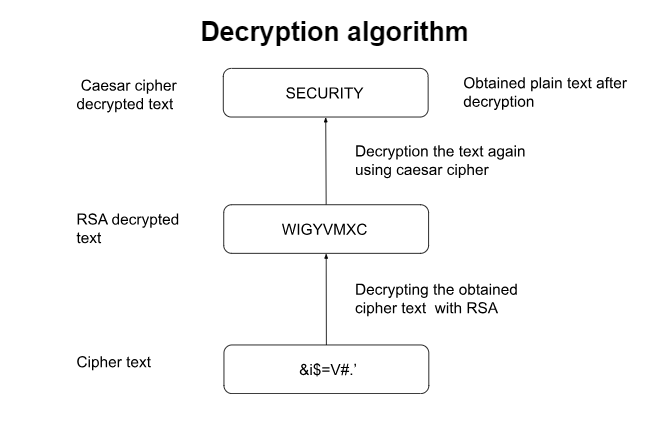 Decryption algorithm
Caesar cipher
decrypted text
SECURITY
Obtained plain text after
decryption
Decryption the text again
using caesar cipher
RSA decrypted
text
WIGYVMXC
Decrypting the obtained
cipher text  with RSA
Cipher text
&i$=V#.’